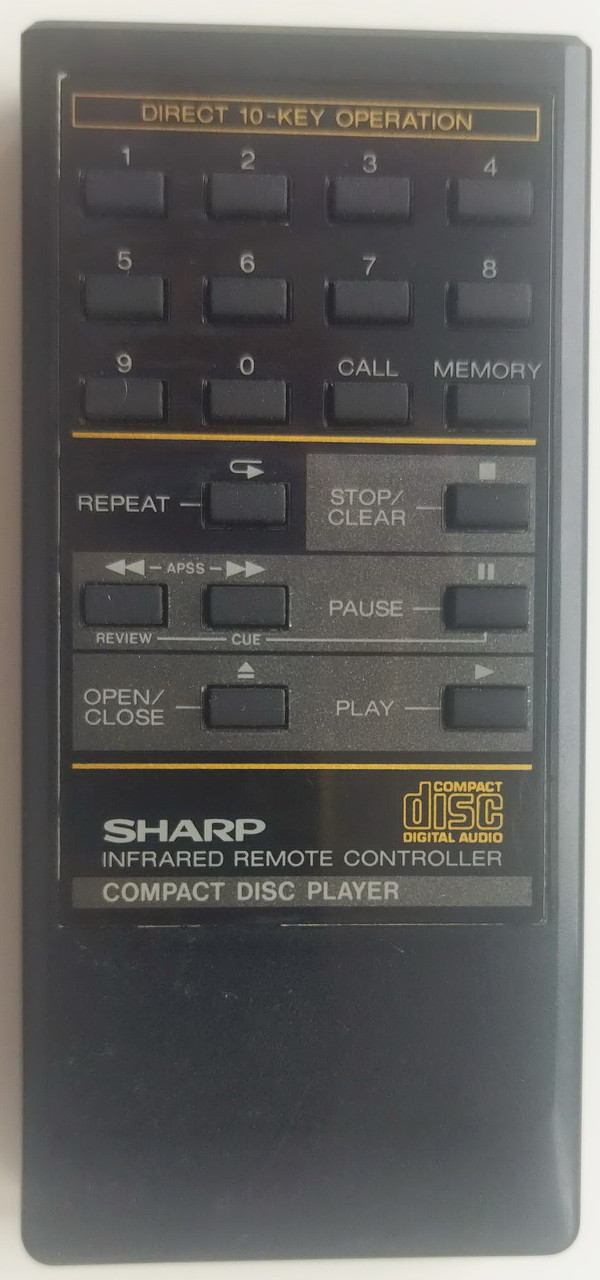 DIRECT 10-KEY OPERATION
1 2 3 4
5 6 7 8
9 0 CALL MEMORY
REPEAT
STOP/
CLEAR
APSS
PAUSE
REVIEW CUE
OPEN/
CLOSE
PLAY
COMPACT
disc
DIGITAL AUDIO
SHARP
INFRARED REMOTE CONTROLLER
COMPACT DISC PLAYER